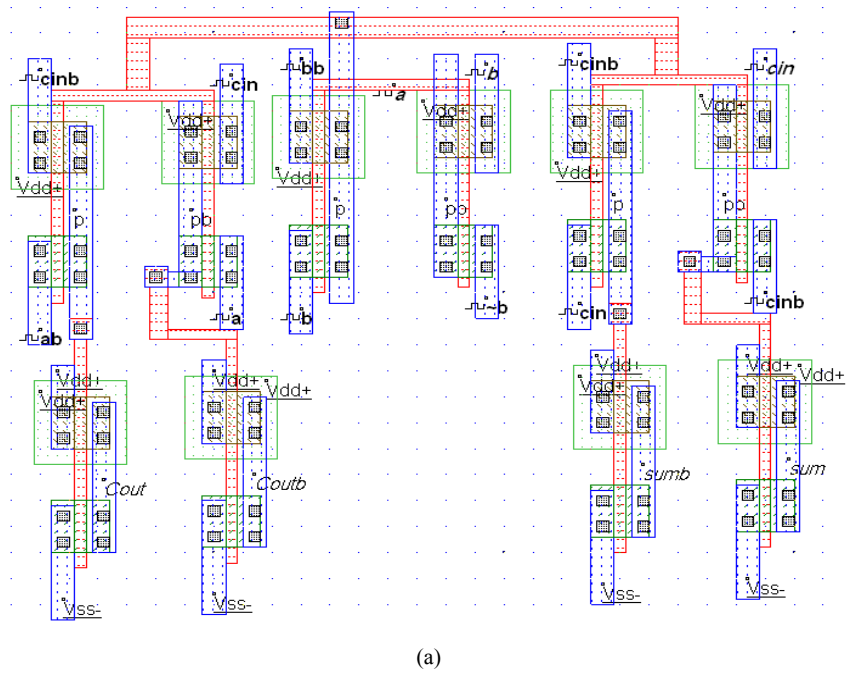 cinb
cin
bb
a
b
cinb
cin
Vdd+
Vdd+
Vdd+
Vdd+
Vdd+
Vdd+
p
pb
p
pb
p
pb
ab
a
b
~b
cin
cinb
Vdd+
Vdd+
Vdd+
Vdd+
Vdd+
Vdd+
Vdd+
Vdd+
Cout
Coutb
sumb
sum
Vss-
Vss-
Vss-
Vss-
(a)